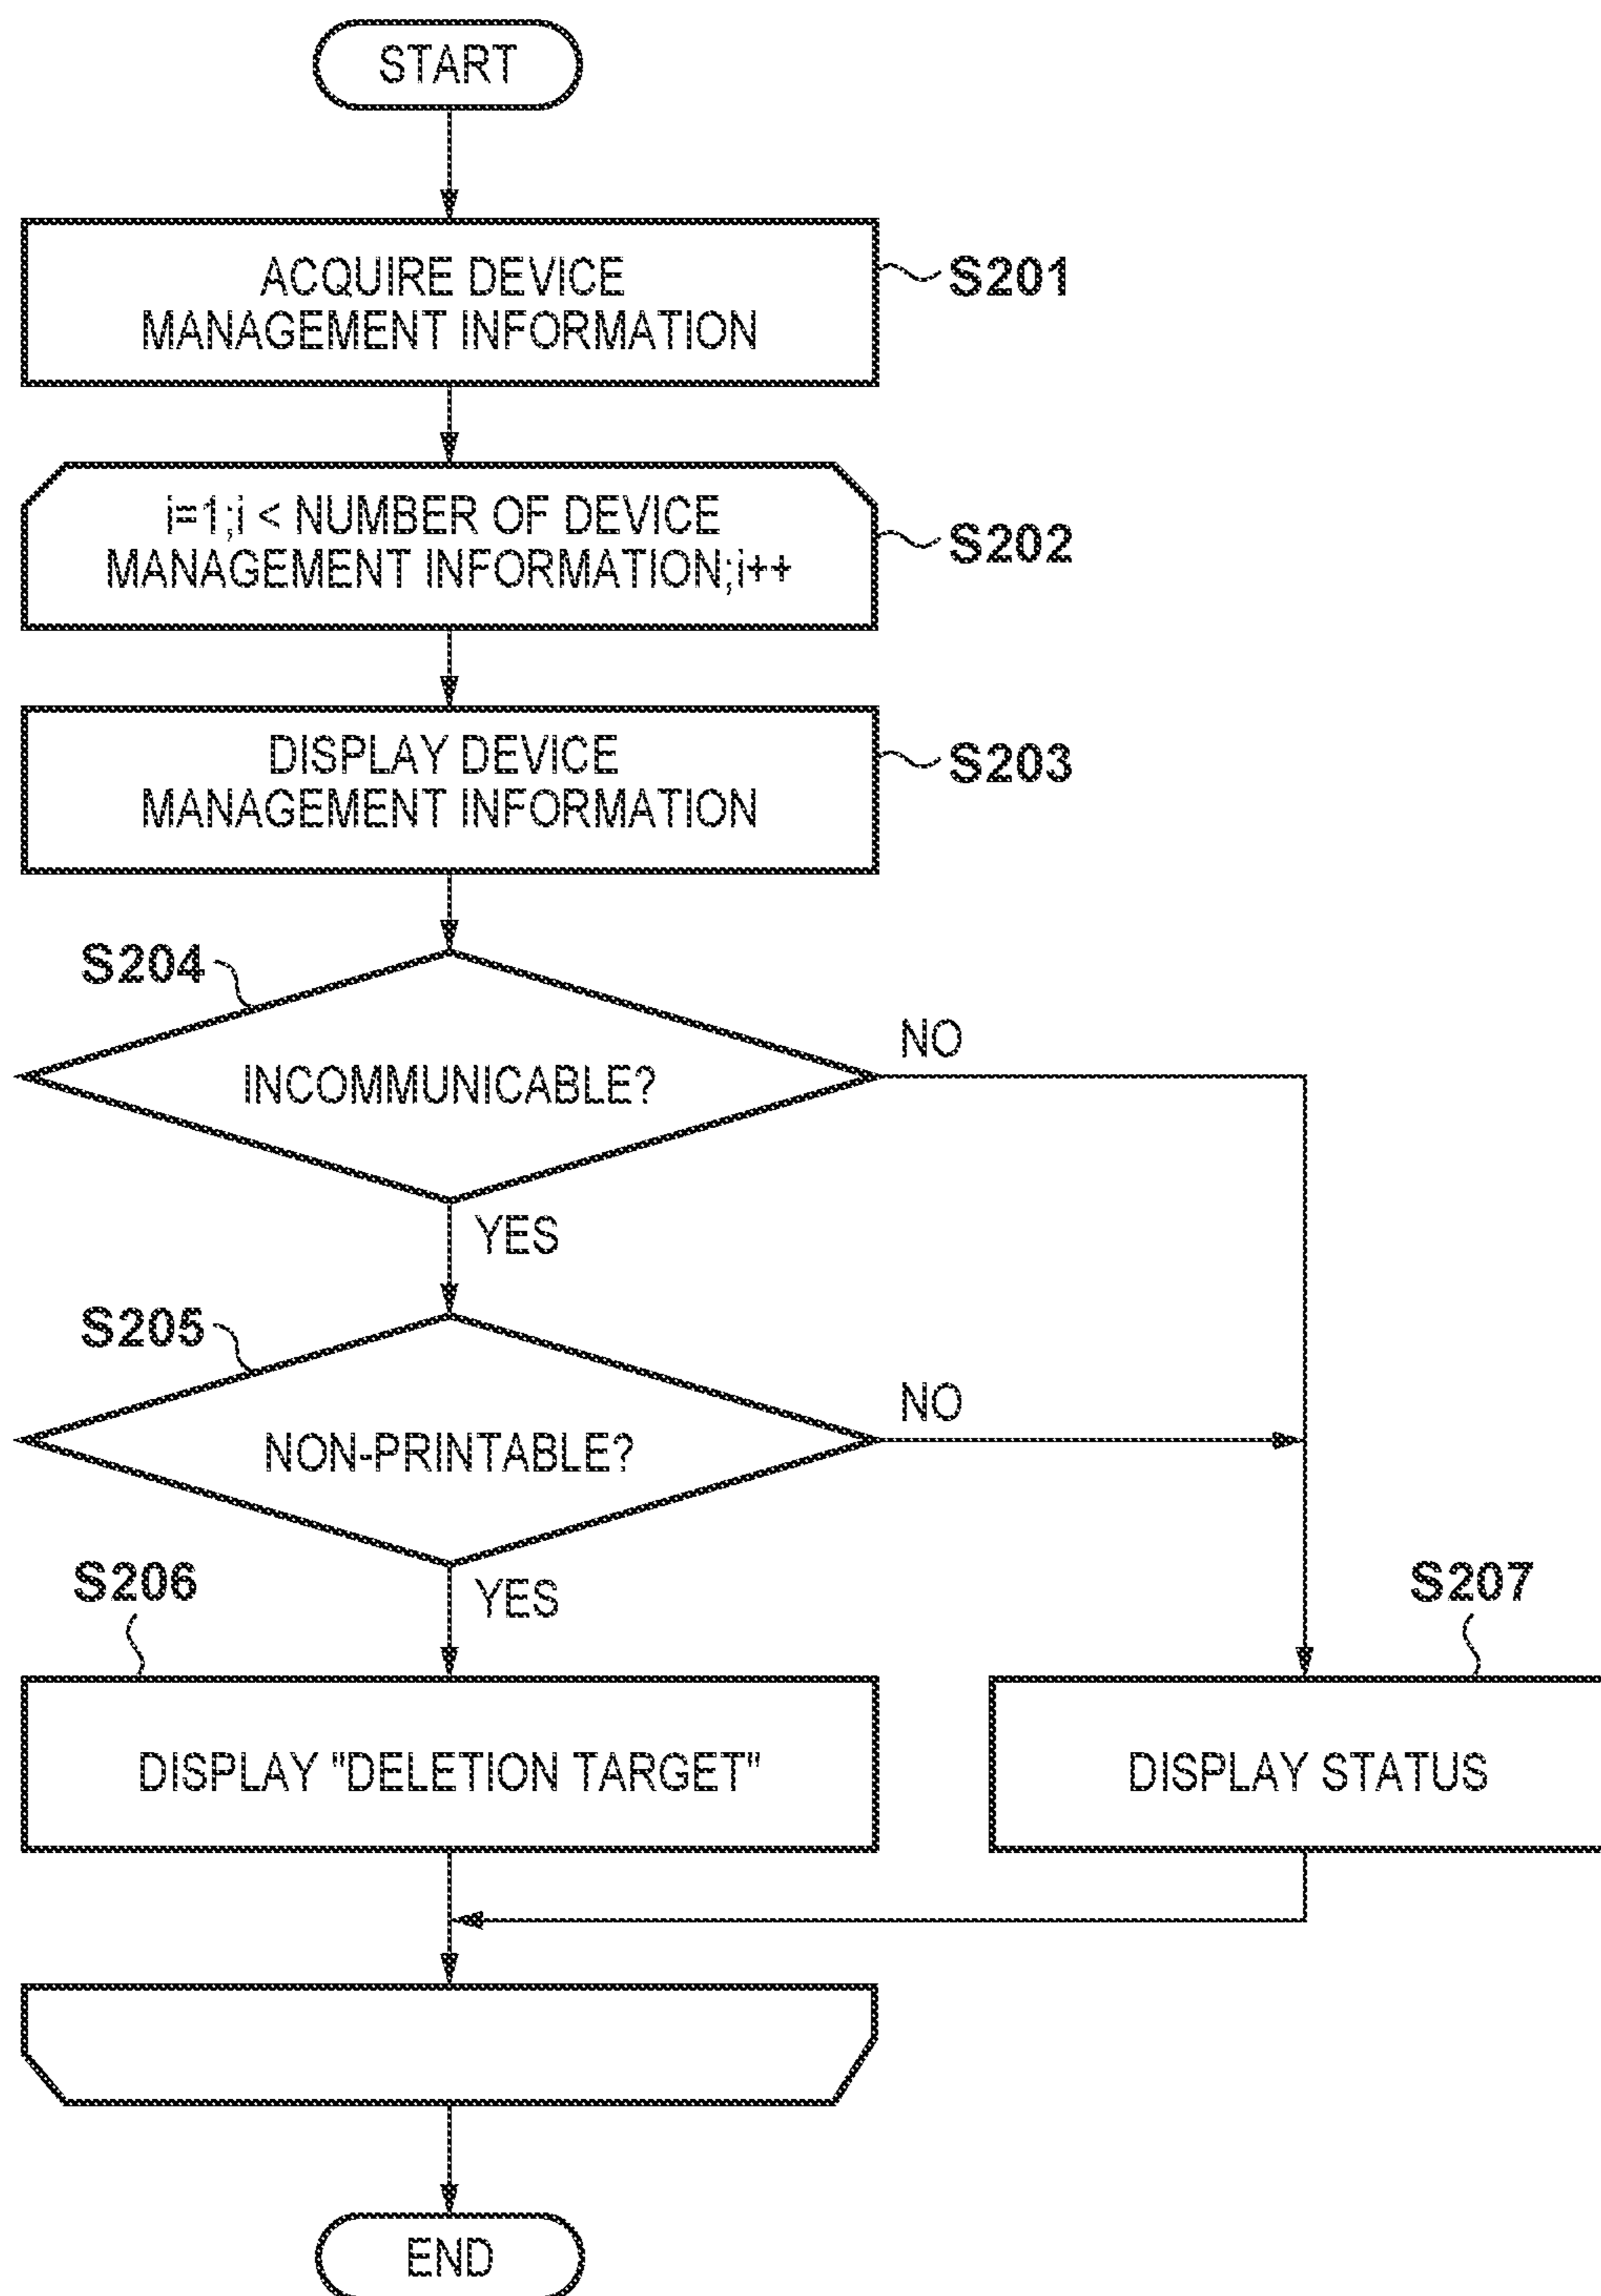 START
ACQUIRE DEVICE
MANAGEMENT INFORMATION
S201
i=1;i < NUMBER OF DEVICE
MANAGEMENT INFORMATION;i++
S202
DISPLAY DEVICE
MANAGEMENT INFORMATION
S203
S204
INCOMMUNICABLE?
NO
YES
S205
NON-PRINTABLE?
NO
YES
S206
DISPLAY "DELETION TARGET"
S207
DISPLAY STATUS
END